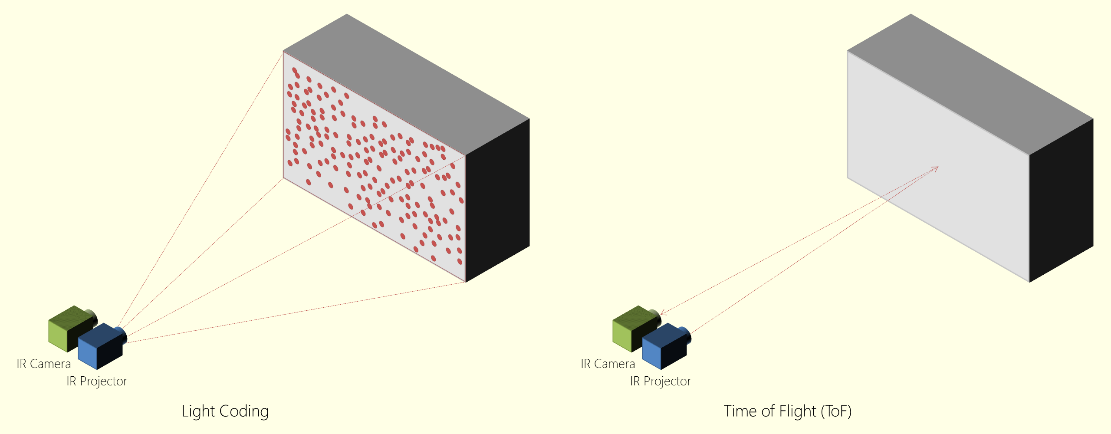 IR Camera
IR Projector
Light Coding
IR Camera
IR Projector
Time of Flight (ToF)